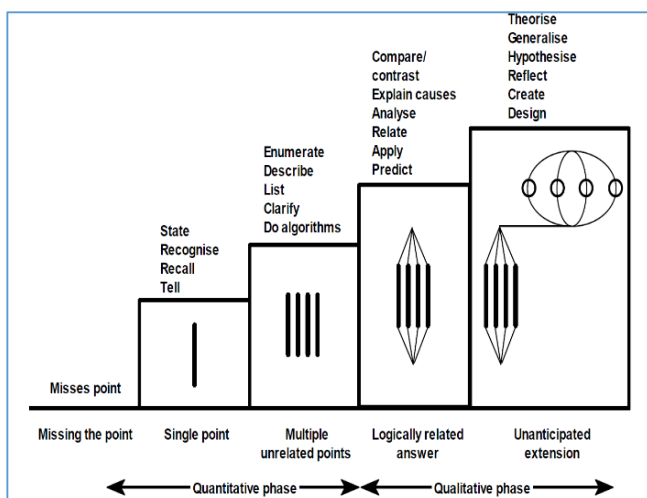 Theorise
Generalise
Hypothesise
Reflect
Create
Design
Compare/
contrast
Explain causes
Analyse
Relate
Apply
Predict
Enumerate
Describe
List
Clarify
Do algorithms
State
Recognise
Recall
Tell
Misses point
Missing the point
Single point
Multiple
unrelated points
Logically related
answer
Unanticipated
extension
Quantitative phase
Qualitative phase